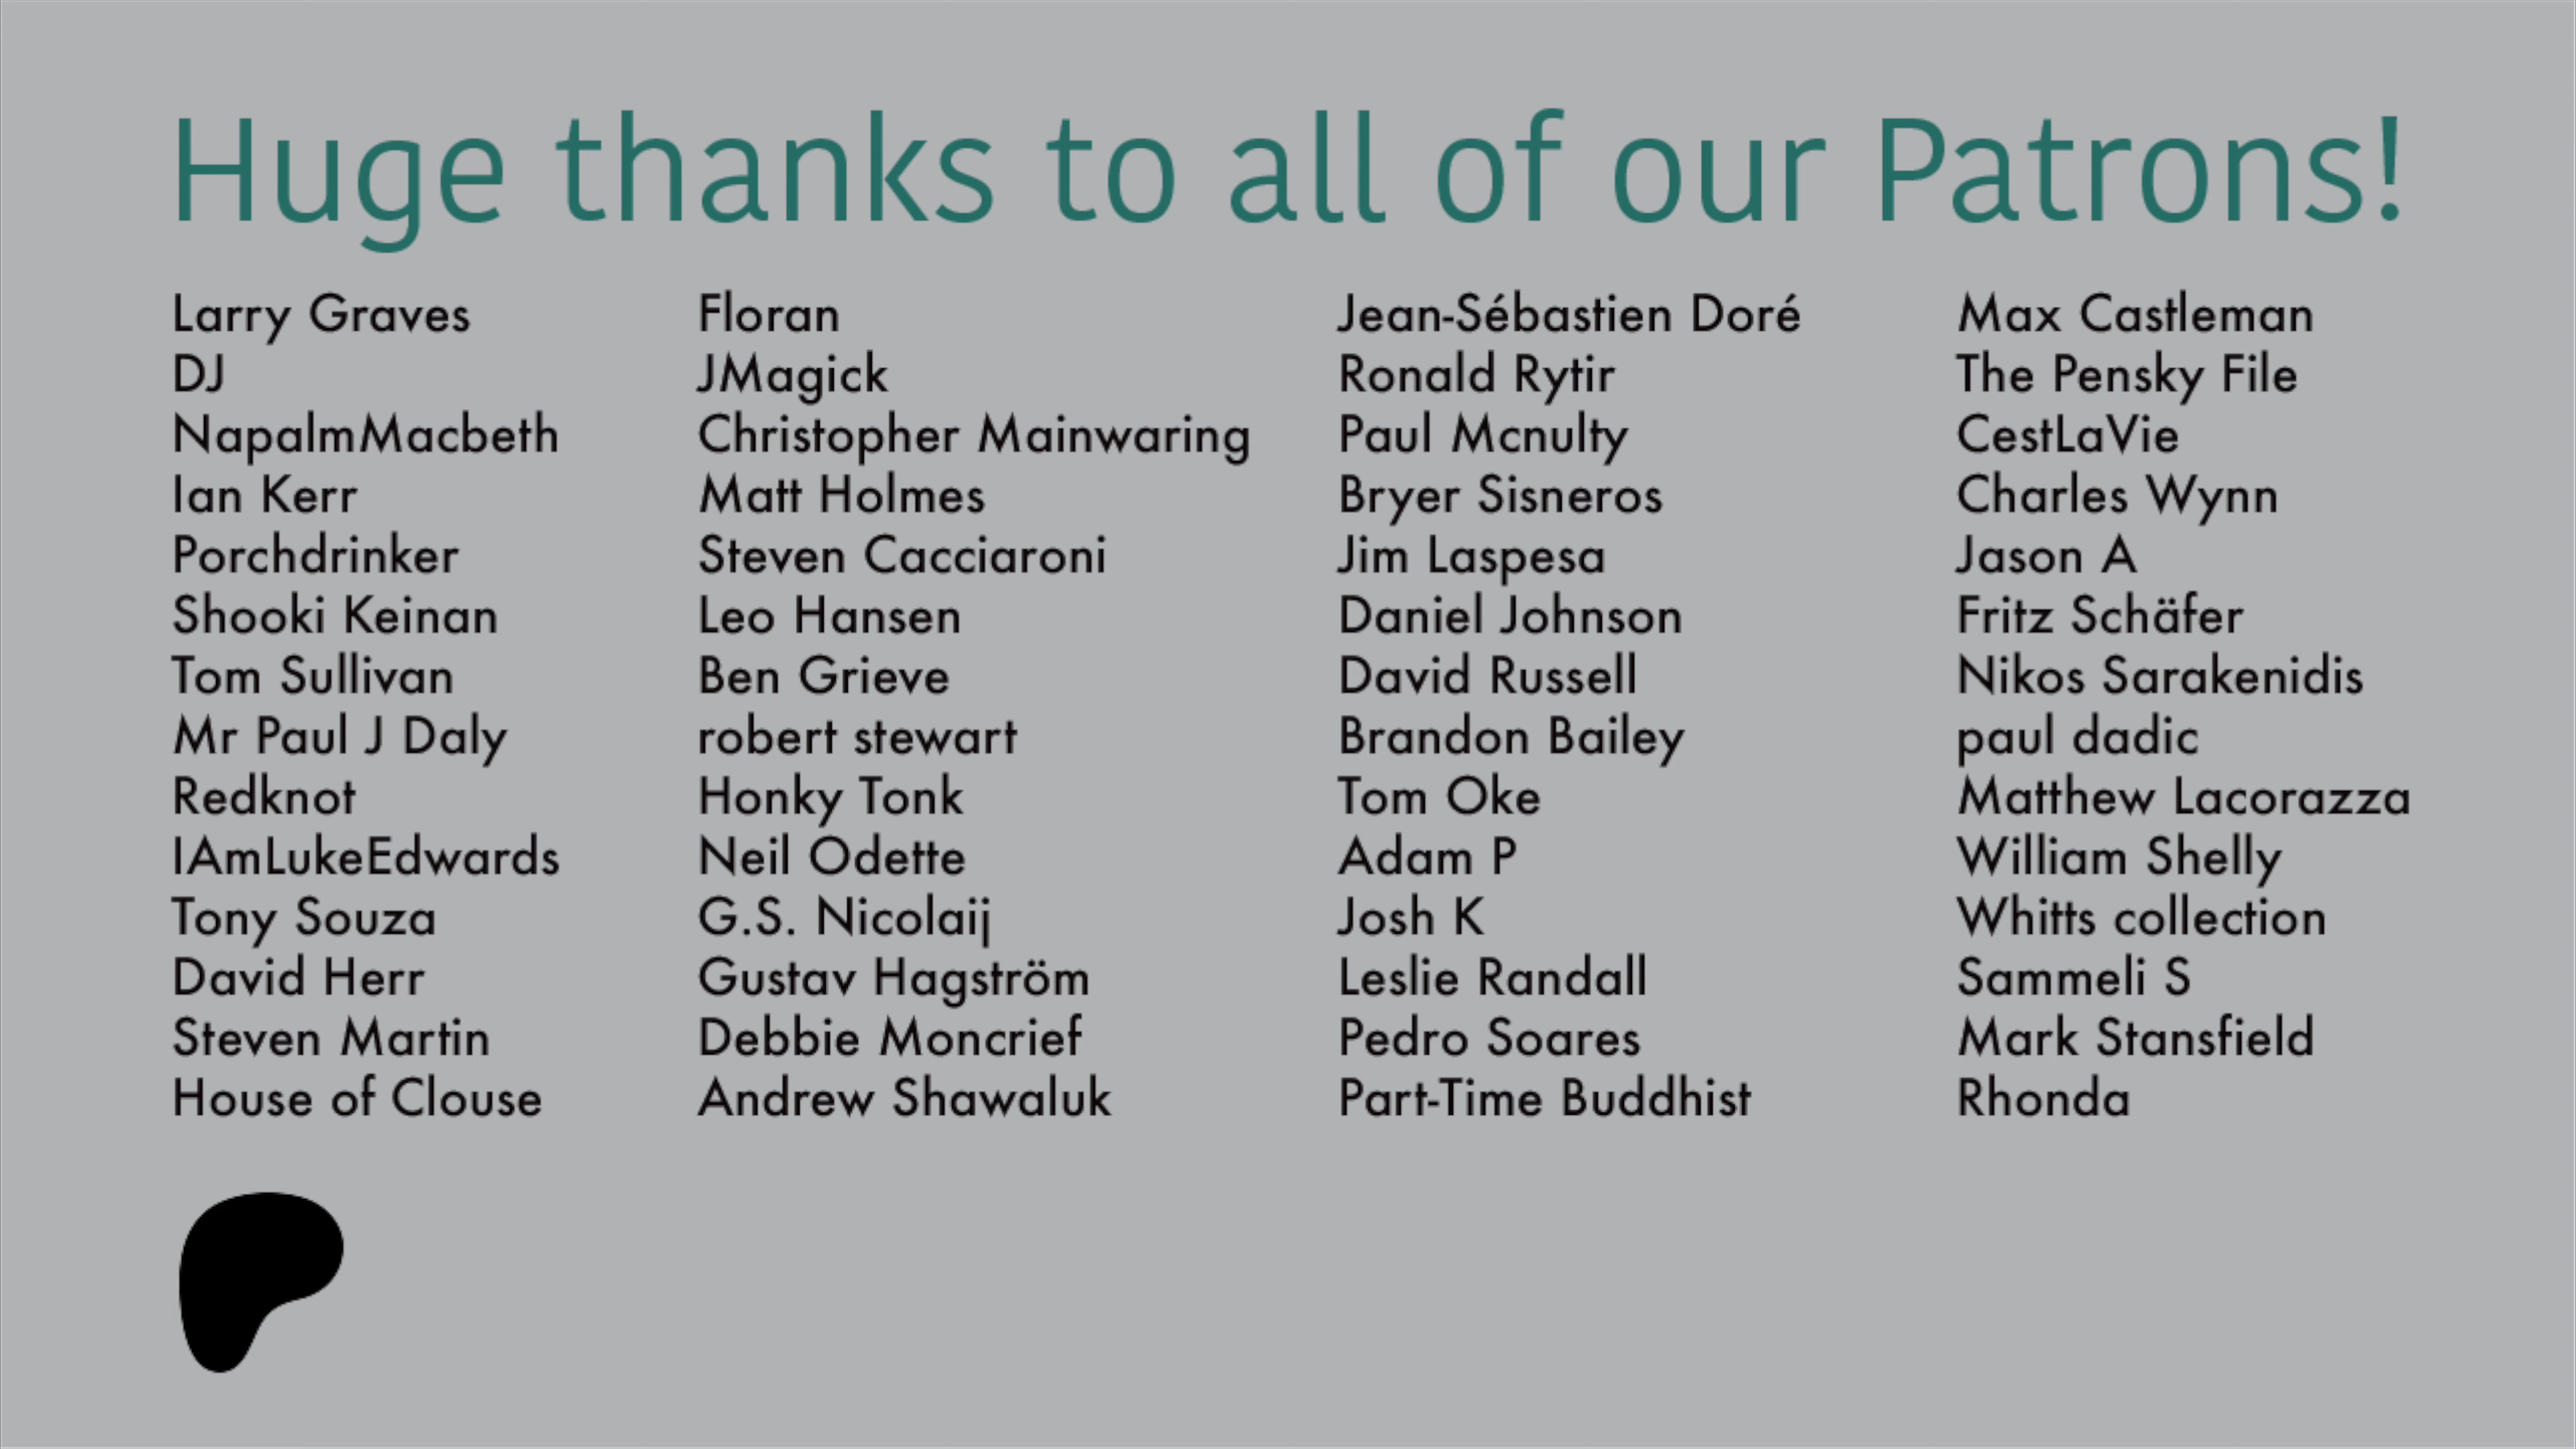 Huge thanks to all of our Patrons!
Larry Graves
DJ
NapalmMacbeth
Ian Kerr
Porchdrinker
Shooki Keinan
Tom Sullivan
Mr Paul J Daly
Redknot
IAmLukeEdwards
Tony Souza
David Herr
Steven Martin
House of Clouse
Floran
JMagick
Christopher Mainwaring
Matt Holmes
Steven Cacciaroni
Leo Hansen
Ben Grieve
robert stewart
Honky Tonk
Neil Odette
G.S. Nicolaij
Gustav Hagström
Debbie Moncrief
Andrew Shawaluk
Jean-Sébastien Doré
Ronald Rytir
Paul Mcnulty
Bryer Sisneros
Jim Laspesa
Daniel Johnson
David Russell
Brandon Bailey
Tom Oke
Adam P
Josh K
Leslie Randall
Pedro Soares
Part-Time Buddhist
Max Castleman
The Pensky File
CestLaVie
Charles Wynn
Jason A
Fritz Schäfer
Nikos Sarakenidis
paul dadic
Matthew Lacorazza
William Shelly
Whitts collection
Sammeli S
Mark Stansfield
Rhonda